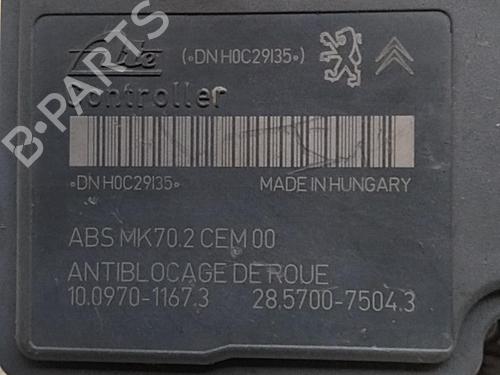 Ate (◦DN H0C29135◦)
Controller
◦DN H0C29135◦ MADE IN HUNGARY
ABS MK70.2 CEM 00
ANTIBLOCAGE DE ROUE
10.0970-1167.3 28.5700-7504.3
B-PARTS